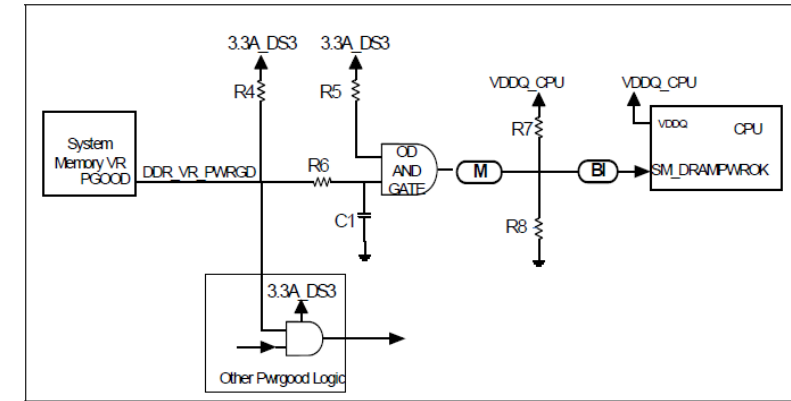 3.3A_DS3
3.3A_DS3
R4
R5
VDDQ_CPU
VDDQ_CPU
System
Memory VR
PGOOD
DDR_VR_PWRGD
R6
OD
AND
GATE
M
R7
BI
VDDQ
CPU
SM_DRAMPWROK
C1
R8
3.3A_DS3
Other Pwrgood Logic